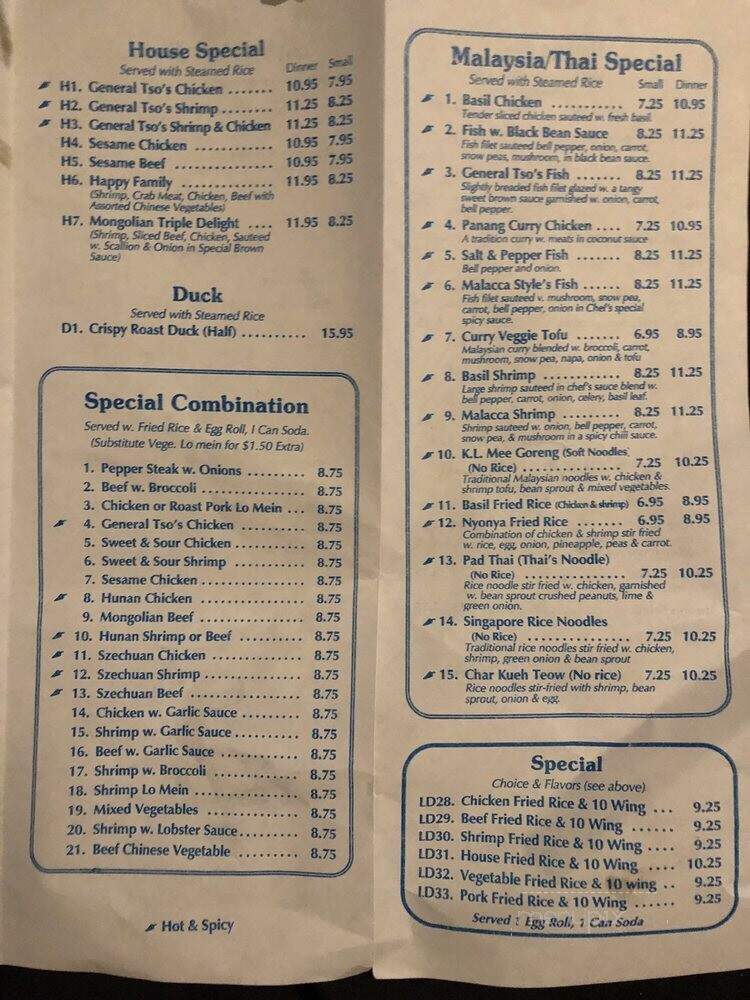 House Special
Served with Steamed Rice Dinner Small
H1. General Tso's Chicken ....... 10.95 7.95
H2. General Tso's Shrimp ....... 11.25 8.25
H3. General Tso's Shrimp & Chicken 11.25 8.25
H4. Sesame Chicken ........... 10.95 7.95
H5. Sesame Beef .............. 10.95 7.95
H6. Happy Family ............. 11.95 8.25
(Shrimp, Crab Meat, Chicken, Beef with
Assorted Chinese Vegetables)
H7. Mongolian Triple Delight .... 11.95 8.25
(Shrimp, Sliced Beef, Chicken, Sauteed
w. Scallion & Onion in Special Brown
Sauce)
Duck
Served with Steamed Rice
D1. Crispy Roast Duck (Half) .......... 15.95
Special Combination
Served w. Fried Rice & Egg Roll, 1 Can Soda.
(Substitute Vege. Lo mein for $1.50 Extra)
1. Pepper Steak w. Onions ......... 8.75
2. Beef w. Broccoli ................ 8.75
3. Chicken or Roast Pork Lo Mein ... 8.75
4. General Tso's Chicken ........... 8.75
5. Sweet & Sour Chicken ........... 8.75
6. Sweet & Sour Shrimp ........... 8.75
7. Sesame Chicken ................ 8.75
8. Hunan Chicken ................ 8.75
9. Mongolian Beef ................ 8.75
10. Hunan Shrimp or Beef .......... 8.75
11. Szechuan Chicken .............. 8.75
12. Szechuan Shrimp ............... 8.75
13. Szechuan Beef ................. 8.75
14. Chicken w. Garlic Sauce ......... 8.75
15. Shrimp w. Garlic Sauce .......... 8.75
16. Beef w. Garlic Sauce ............ 8.75
17. Shrimp w. Broccoli ............. 8.75
18. Shrimp Lo Mein ............... 8.75
19. Mixed Vegetables .............. 8.75
20. Shrimp w. Lobster Sauce......... 8.75
21. Beef Chinese Vegetable ......... 8.75
Hot & Spicy
Malaysia/Thai Special
Served with Steamed Rice Small Dinner
1. Basil Chicken ........... 7.25 10.95
Tender sliced chicken sauteed w. fresh basil.
2. Fish w. Black Bean Sauce 8.25 11.25
Fish filet sauteed bell pepper, onion, carrot,
snow peas, mushroom, in black bean sauce.
3. General Tso's Fish ....... 8.25 11.25
Slightly breaded fish filet glazed w. a tangy
sweet brown sauce garnished w. onion, carrot,
bell pepper.
4. Panang Curry Chicken ... 7.25 10.95
A tradition curry w. meats in coconut sauce
5. Salt & Pepper Fish ..... 8.25 11.25
Bell pepper and onion.
6. Malacca Style's Fish .... 8.25 11.25
Fish filet sauteed v. mushroom, snow pea,
carrot, bell pepper, onion in Chef's special
spicy sauce.
7. Curry Veggie Tofu ....... 6.95 8.95
Malaysian curry blended w. broccoli, carrot,
mushroom, snow pea, napa, onion & tofu
8. Basil Shrimp ............ 8.25 11.25
Large shrimp sauteed in chef's sauce blend w.
bell pepper, carrot, onion, celery, basil leaf.
9. Malacca Shrimp ......... 8.25 11.25
Shrimp sauteed w. onion, bell pepper, carrot,
snow pea, & mushroom in a spicy chili sauce.
10. K.L. Mee Goreng (Soft Noodles)
(No Rice) ................ 7.25 10.25
Traditional Malaysian noodles w. chicken &
shrimp tofu, bean sprout & mixed vegetables.
11. Basil Fried Rice (Chicken & shrimp) 6.95 8.95
12. Nyonya Fried Rice ....... 6.95 8.95
Combination of chicken & shrimp stir fried
w. rice, egg, onion, pineapple, peas & carrot.
13. Pad Thai (Thai's Noodle)
(No Rice) ................ 7.25 10.25
Rice noodle stir fried w. chicken, garnished
w. bean sprout crushed peanuts, lime &
green onion.
14. Singapore Rice Noodles
(No Rice) ................ 7.25 10.25
Traditional rice noodles stir fried w. chicken,
shrimp, green onion & bean sprout
15. Char Kueh Teow (No rice) 7.25 10.25
Rice noodles stir-fried with shrimp, bean
sprout, onion & egg.
Special
Choice & Flavors (see above)
LD28. Chicken Fried Rice & 10 Wing ... 9.25
LD29. Beef Fried Rice & 10 Wing ...... 9.25
LD30. Shrimp Fried Rice & 10 Wing .... 9.25
LD31. House Fried Rice & 10 Wing .... 10.25
LD32. Vegetable Fried Rice & 10 wing .. 9.25
LD33. Pork Fried Rice & 10 Wing ...... 9.25
Served 1 Egg Roll, 1 Can Soda